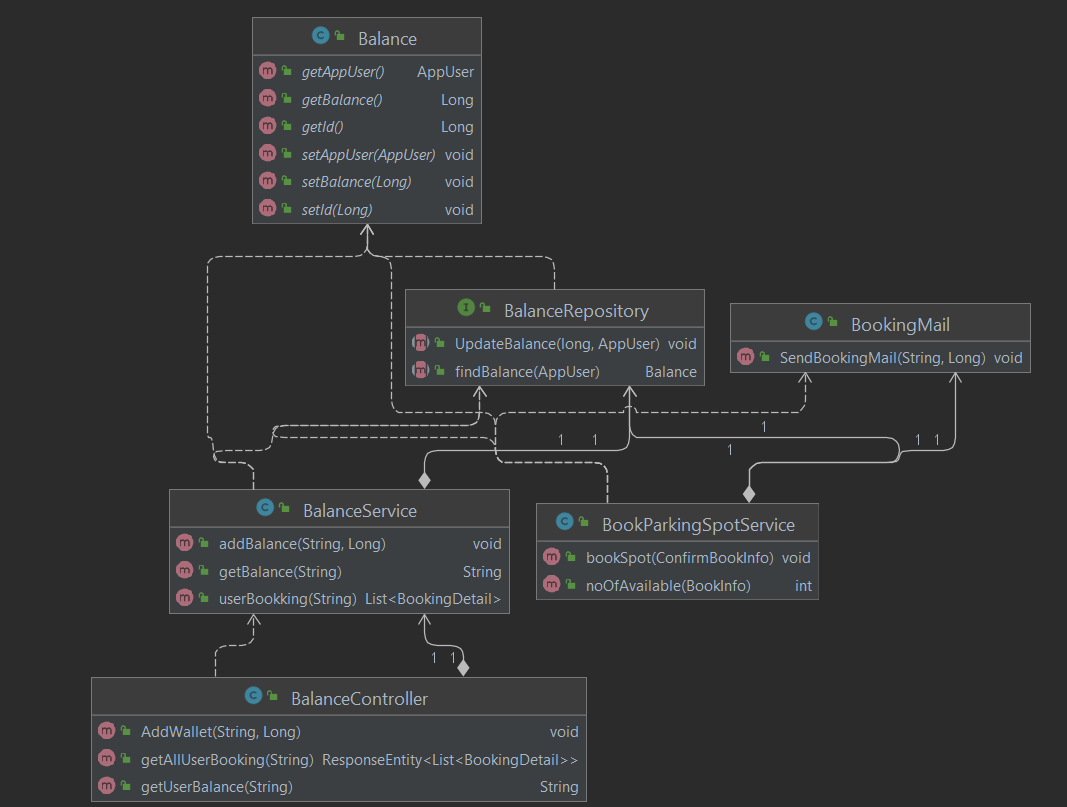 Balance
getAppUser() AppUser
getBalance() Long
getId() Long
setAppUser(AppUser) void
setBalance(Long) void
setId(Long) void
BalanceRepository
UpdateBalance(long, AppUser) void
findBalance(AppUser) Balance
BookingMail
SendBookingMail(String, Long) void
1
1 1 1 1 1
BalanceService
addBalance(String, Long) void
getBalance(String) String
userBookking(String) List<BookingDetail>
BookParkingSpotService
bookSpot(ConfirmBookInfo) void
noOfAvailable(BookInfo) int
1 1
BalanceController
AddWallet(String, Long) void
getAllUserBooking(String) ResponseEntity<List<BookingDetail>>
getUserBalance(String) String